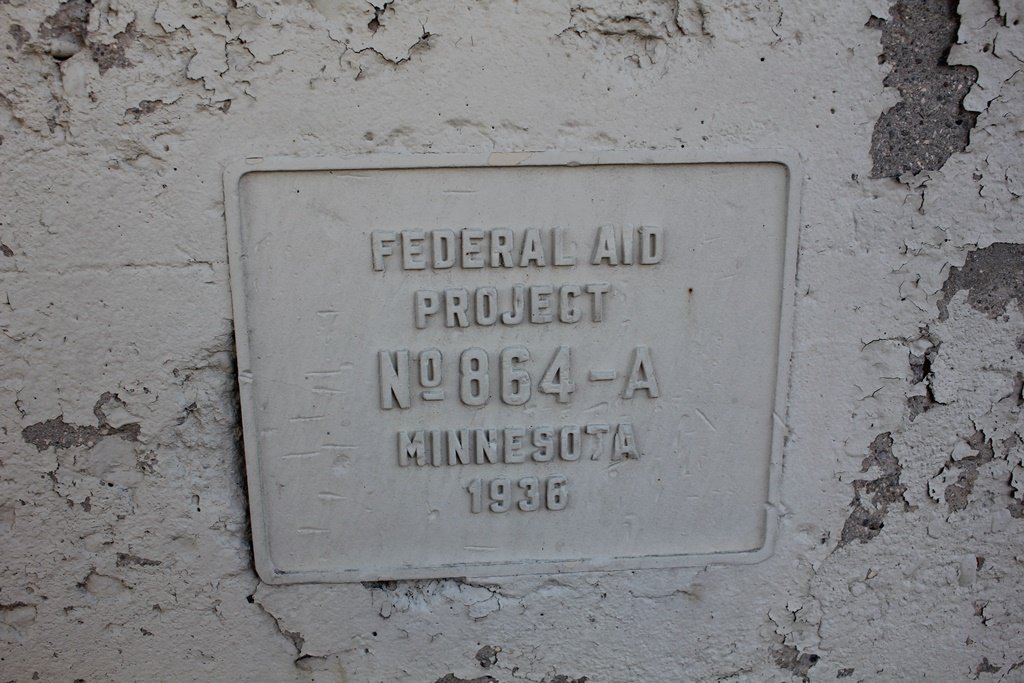 FEDERAL AID
PROJECT
Nº 864-A
MINNESOTA
1936